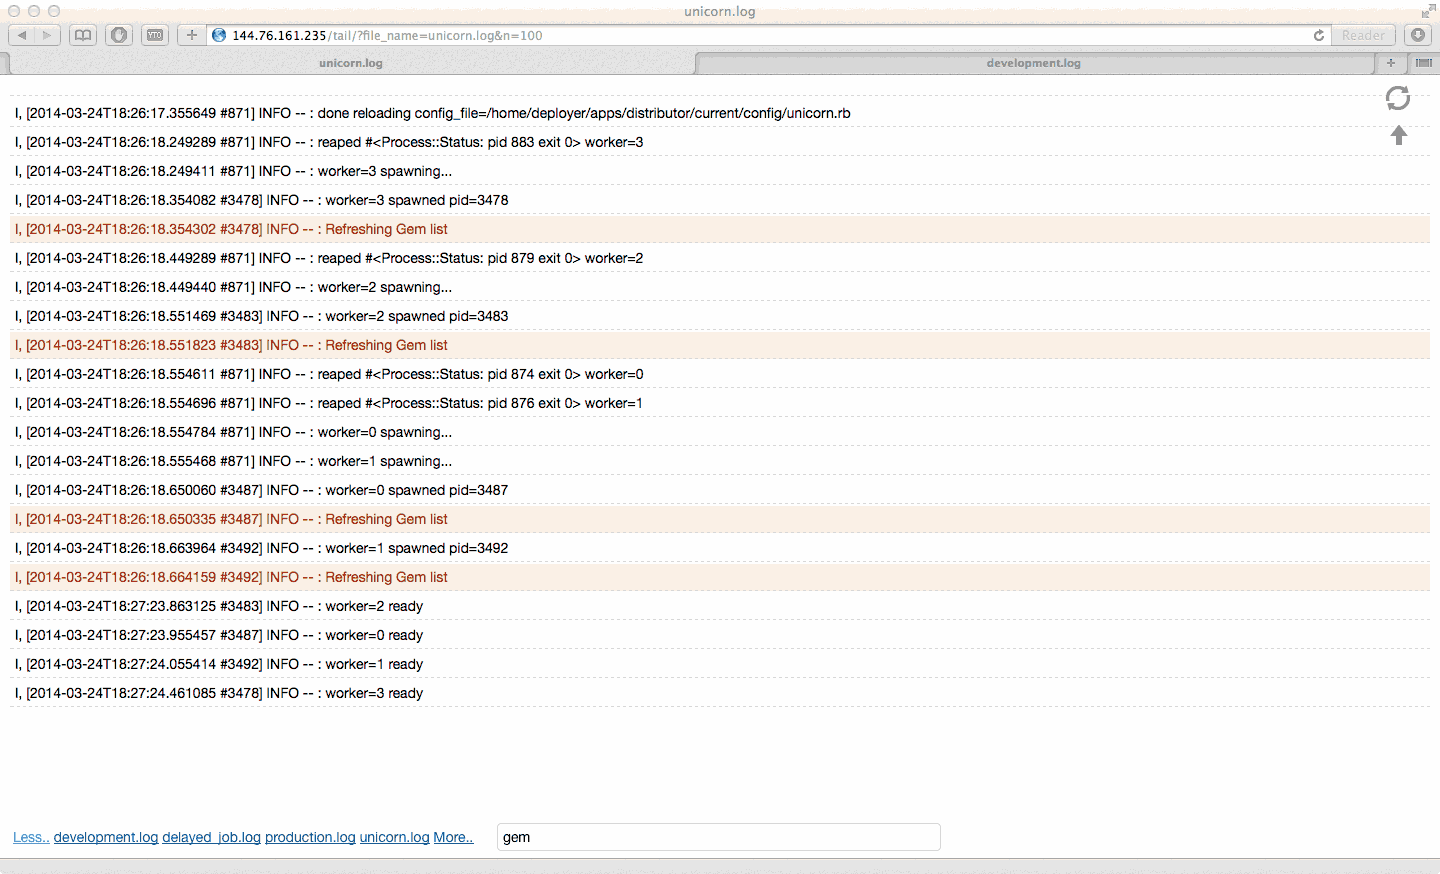 unicorn.log
144.76.161.235/tail/?file_name=unicorn.log&n=100
Reader
unicorn.log
development.log
I, [2014-03-24T18:26:17.355649 #871] INFO -- : done reloading config_file=/home/deployer/apps/distributor/current/config/unicorn.rb
I, [2014-03-24T18:26:18.249289 #871] INFO -- : reaped #<Process::Status: pid 883 exit 0> worker=3
I, [2014-03-24T18:26:18.249411 #871] INFO -- : worker=3 spawning...
I, [2014-03-24T18:26:18.354082 #3478] INFO -- : worker=3 spawned pid=3478
I, [2014-03-24T18:26:18.354302 #3478] INFO -- : Refreshing Gem list
I, [2014-03-24T18:26:18.449289 #871] INFO -- : reaped #<Process::Status: pid 879 exit 0> worker=2
I, [2014-03-24T18:26:18.449440 #871] INFO -- : worker=2 spawning...
I, [2014-03-24T18:26:18.551469 #3483] INFO -- : worker=2 spawned pid=3483
I, [2014-03-24T18:26:18.551823 #3483] INFO -- : Refreshing Gem list
I, [2014-03-24T18:26:18.554611 #871] INFO -- : reaped #<Process::Status: pid 874 exit 0> worker=0
I, [2014-03-24T18:26:18.554696 #871] INFO -- : reaped #<Process::Status: pid 876 exit 0> worker=1
I, [2014-03-24T18:26:18.554784 #871] INFO -- : worker=0 spawning...
I, [2014-03-24T18:26:18.555468 #871] INFO -- : worker=1 spawning...
I, [2014-03-24T18:26:18.650060 #3487] INFO -- : worker=0 spawned pid=3487
I, [2014-03-24T18:26:18.650335 #3487] INFO -- : Refreshing Gem list
I, [2014-03-24T18:26:18.663964 #3492] INFO -- : worker=1 spawned pid=3492
I, [2014-03-24T18:26:18.664159 #3492] INFO -- : Refreshing Gem list
I, [2014-03-24T18:27:23.863125 #3483] INFO -- : worker=2 ready
I, [2014-03-24T18:27:23.955457 #3487] INFO -- : worker=0 ready
I, [2014-03-24T18:27:24.055414 #3492] INFO -- : worker=1 ready
I, [2014-03-24T18:27:24.461085 #3478] INFO -- : worker=3 ready
Less.. development.log delayed_job.log production.log unicorn.log More.. gem